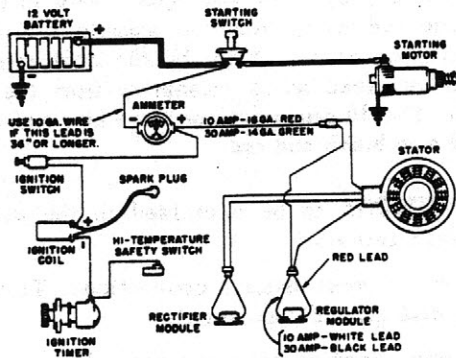 12 VOLT
BATTERY
+
-
STARTING
SWITCH
STARTING
MOTOR
AMMETER
-
+
USE 10 GA. WIRE
IF THIS LEAD IS
34" OR LONGER.
10 AMP-16 GA. RED
30 AMP-14 GA. GREEN
STATOR
IGNITION
SWITCH
SPARK PLUG
+
-
IGNITION
COIL
HI-TEMPERATURE
SAFETY SWITCH
RED LEAD
RECTIFIER
MODULE
REGULATOR
MODULE
IGNITION
TIMER
10 AMP-WHITE LEAD
30 AMP-BLACK LEAD